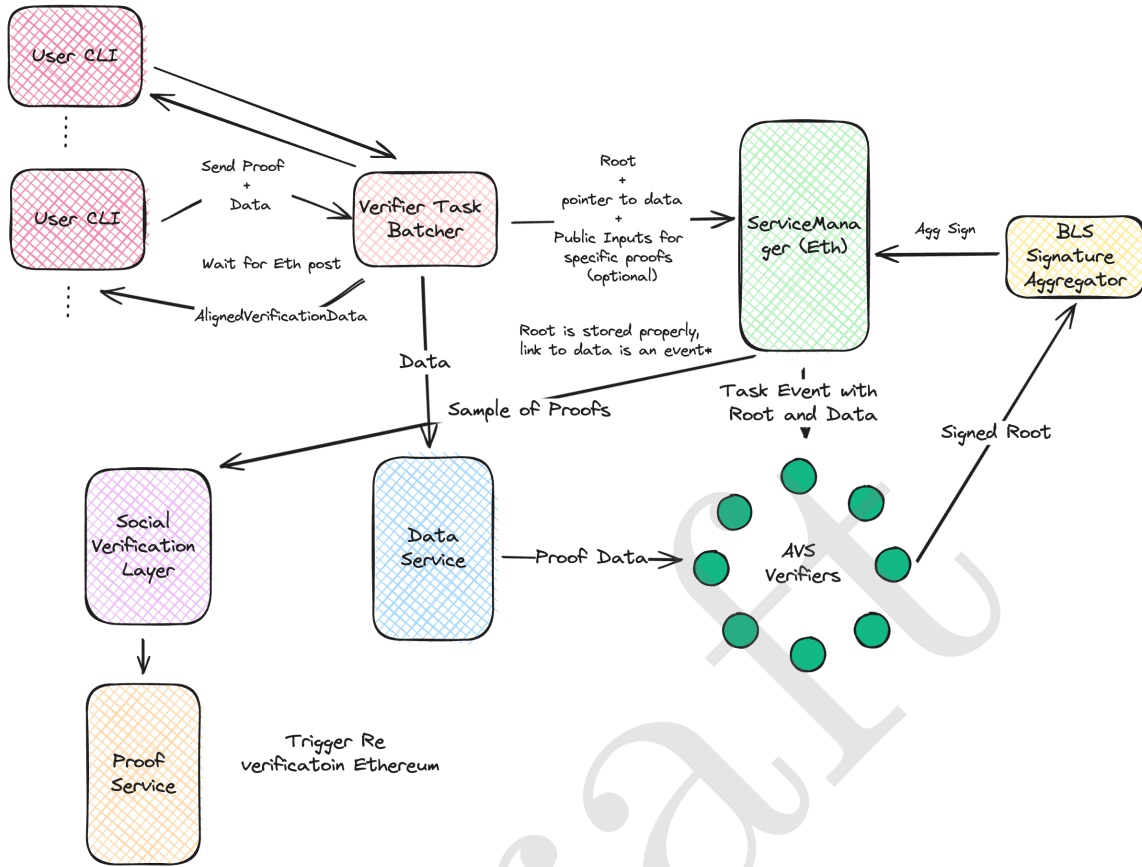 User CLI
User CLI
Send Proof
+
Data
Wait for Eth post
AlignedVerificationData
Verifier Task
Batcher
Root
+
pointer to data
+
Public Inputs for
specific proofs
(optional)
ServiceMana
ger (Eth)
Agg Sign
BLS
Signature
Aggregator
Root is stored properly,
link to data is an event*
Data
Sample of Proofs
Task Event with
Root and Data
Signed Root
Social
Verification
Layer
Data
Service
Proof Data
AVS
Verifiers
Proof
Service
Trigger Re
verificatoin Ethereum
raft